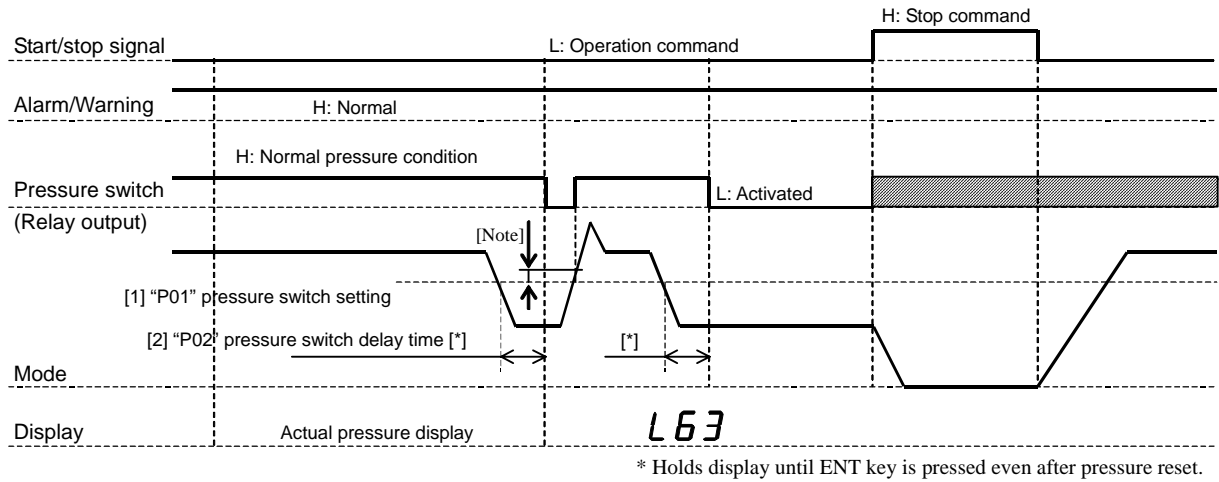 H: Stop command
Start/stop signal
L: Operation command
Alarm/Warning
H: Normal
H: Normal pressure condition
Pressure switch
L: Activated
(Relay output)
[Note]
[1] “P01” pressure switch setting
[2] “P02” pressure switch delay time [*]
[*]
Mode
Display
Actual pressure display
L63
* Holds display until ENT key is pressed even after pressure reset.